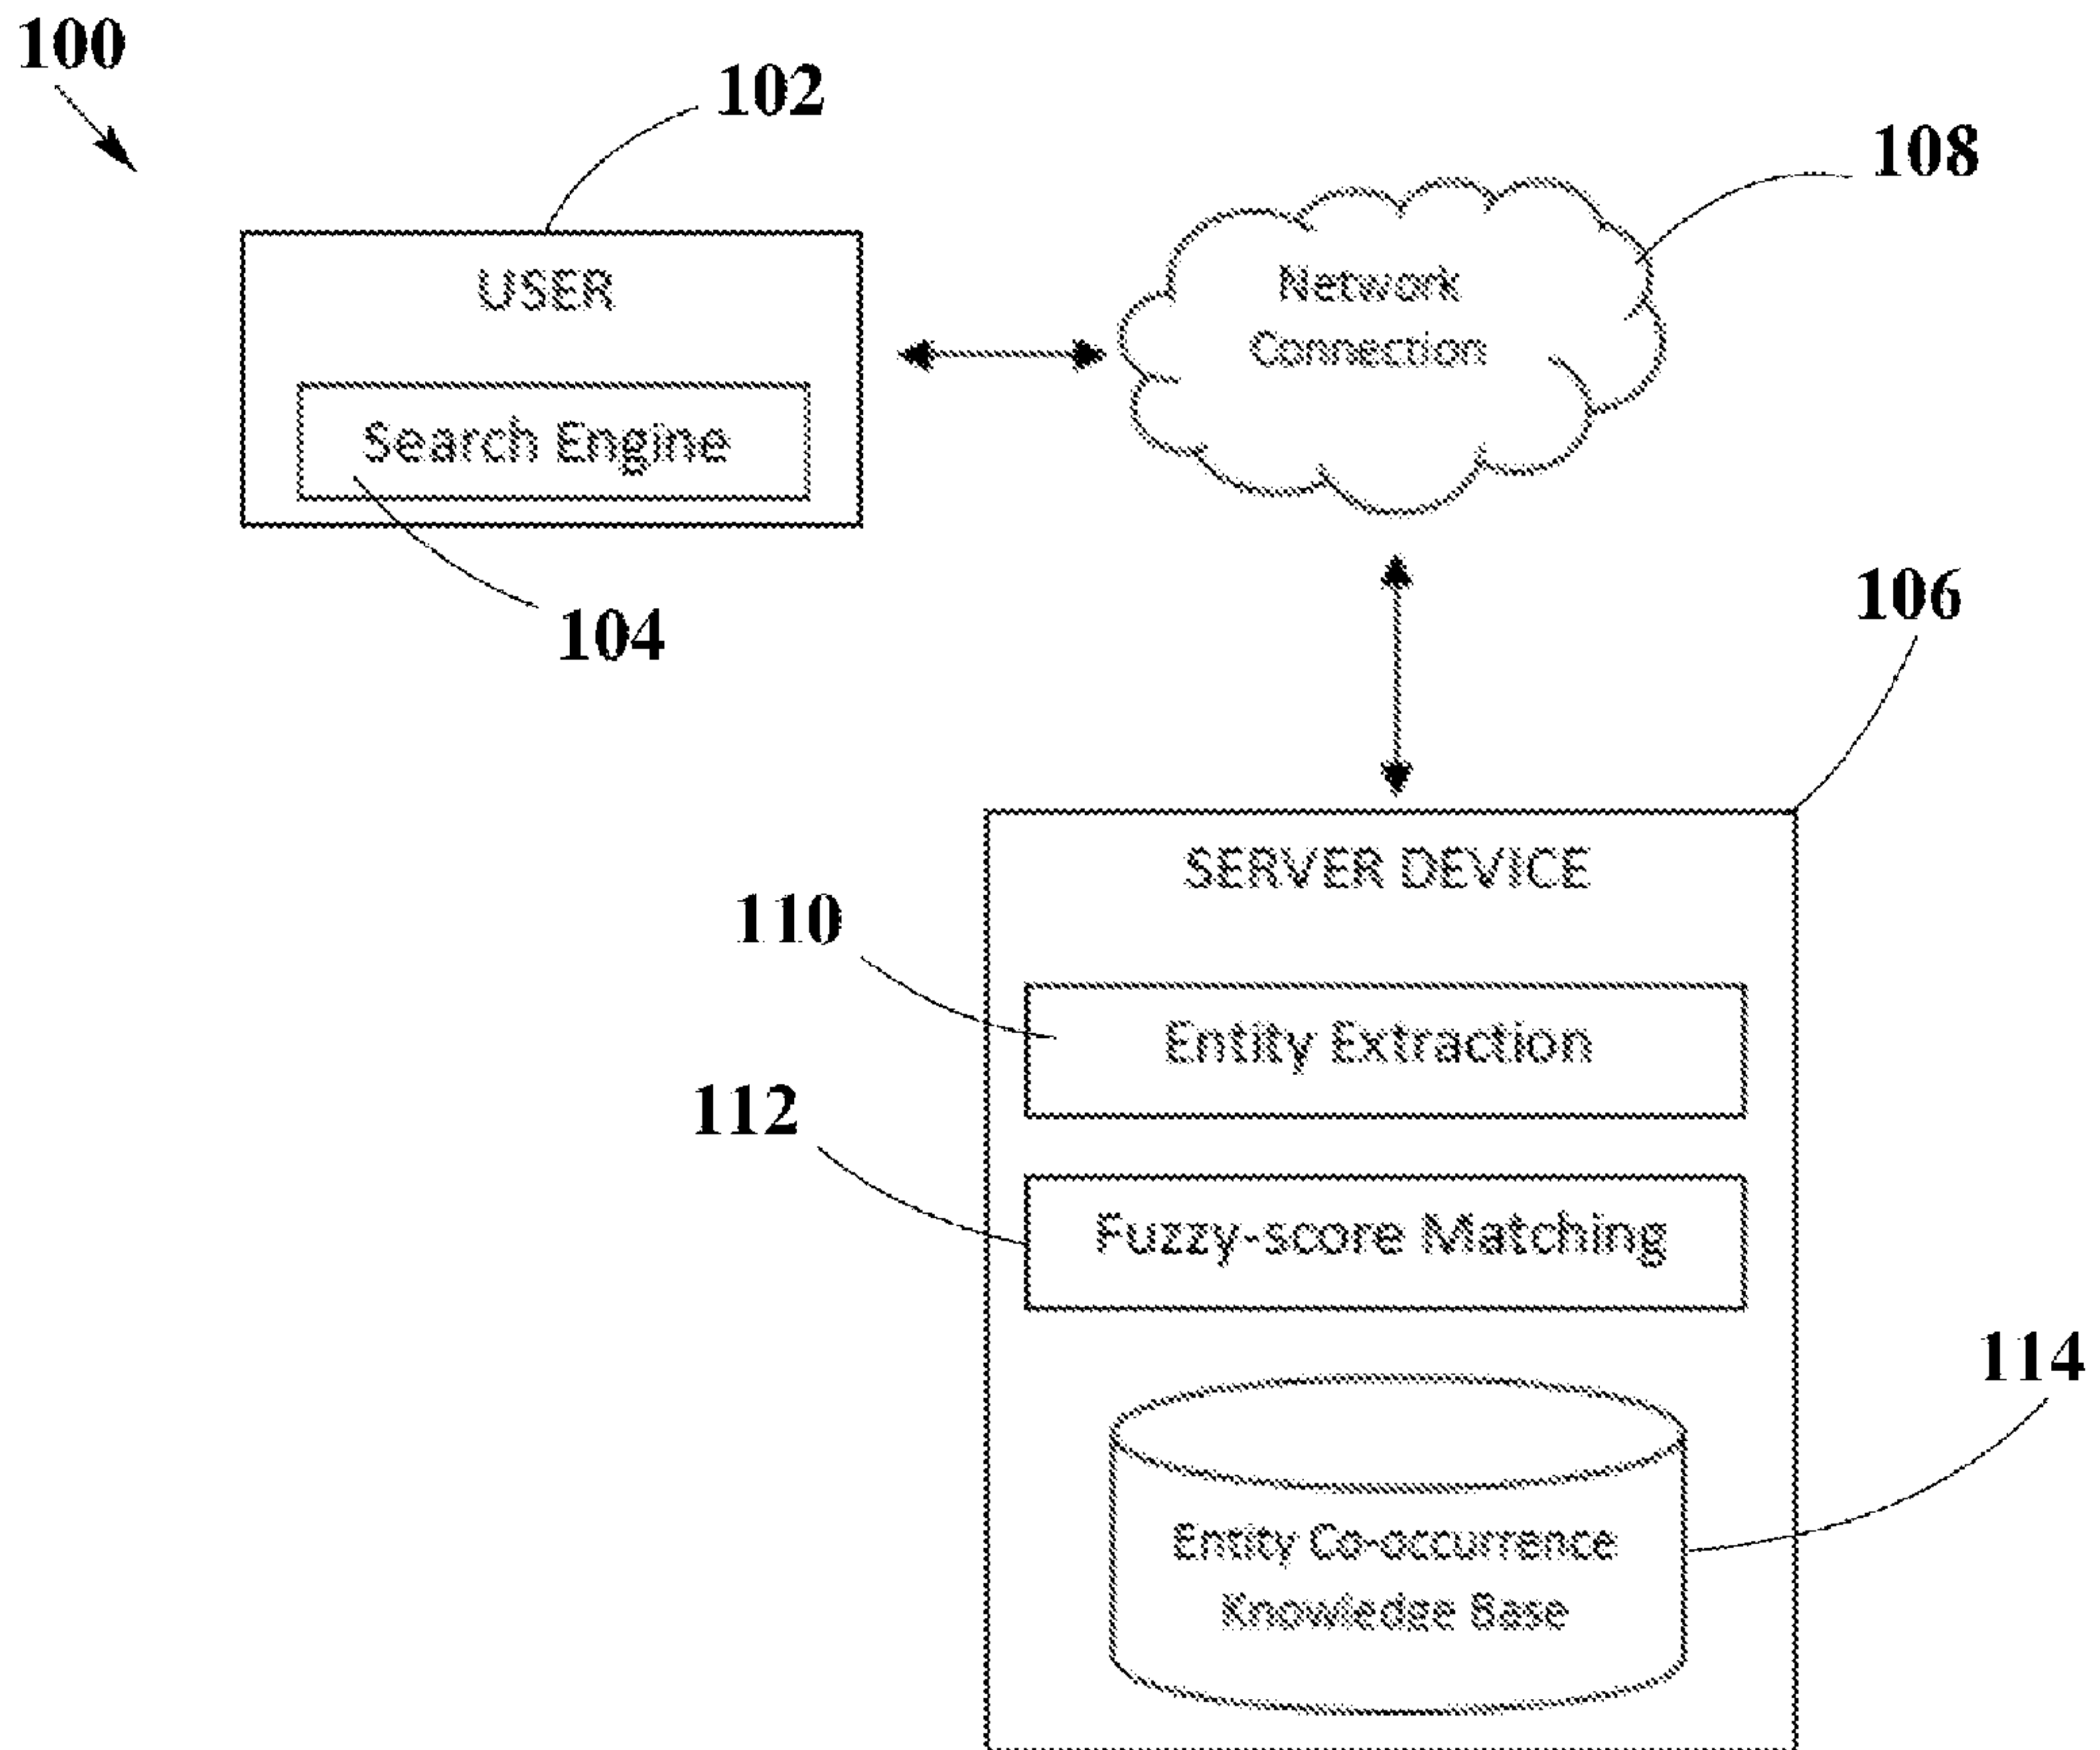 100
102
108
USER
Network
Connection
Search Engine
104
106
SERVER DEVICE
110
Entity Extraction
112
Fuzzy-score Matching
114
Entity Co-occurrence
Knowledge Base